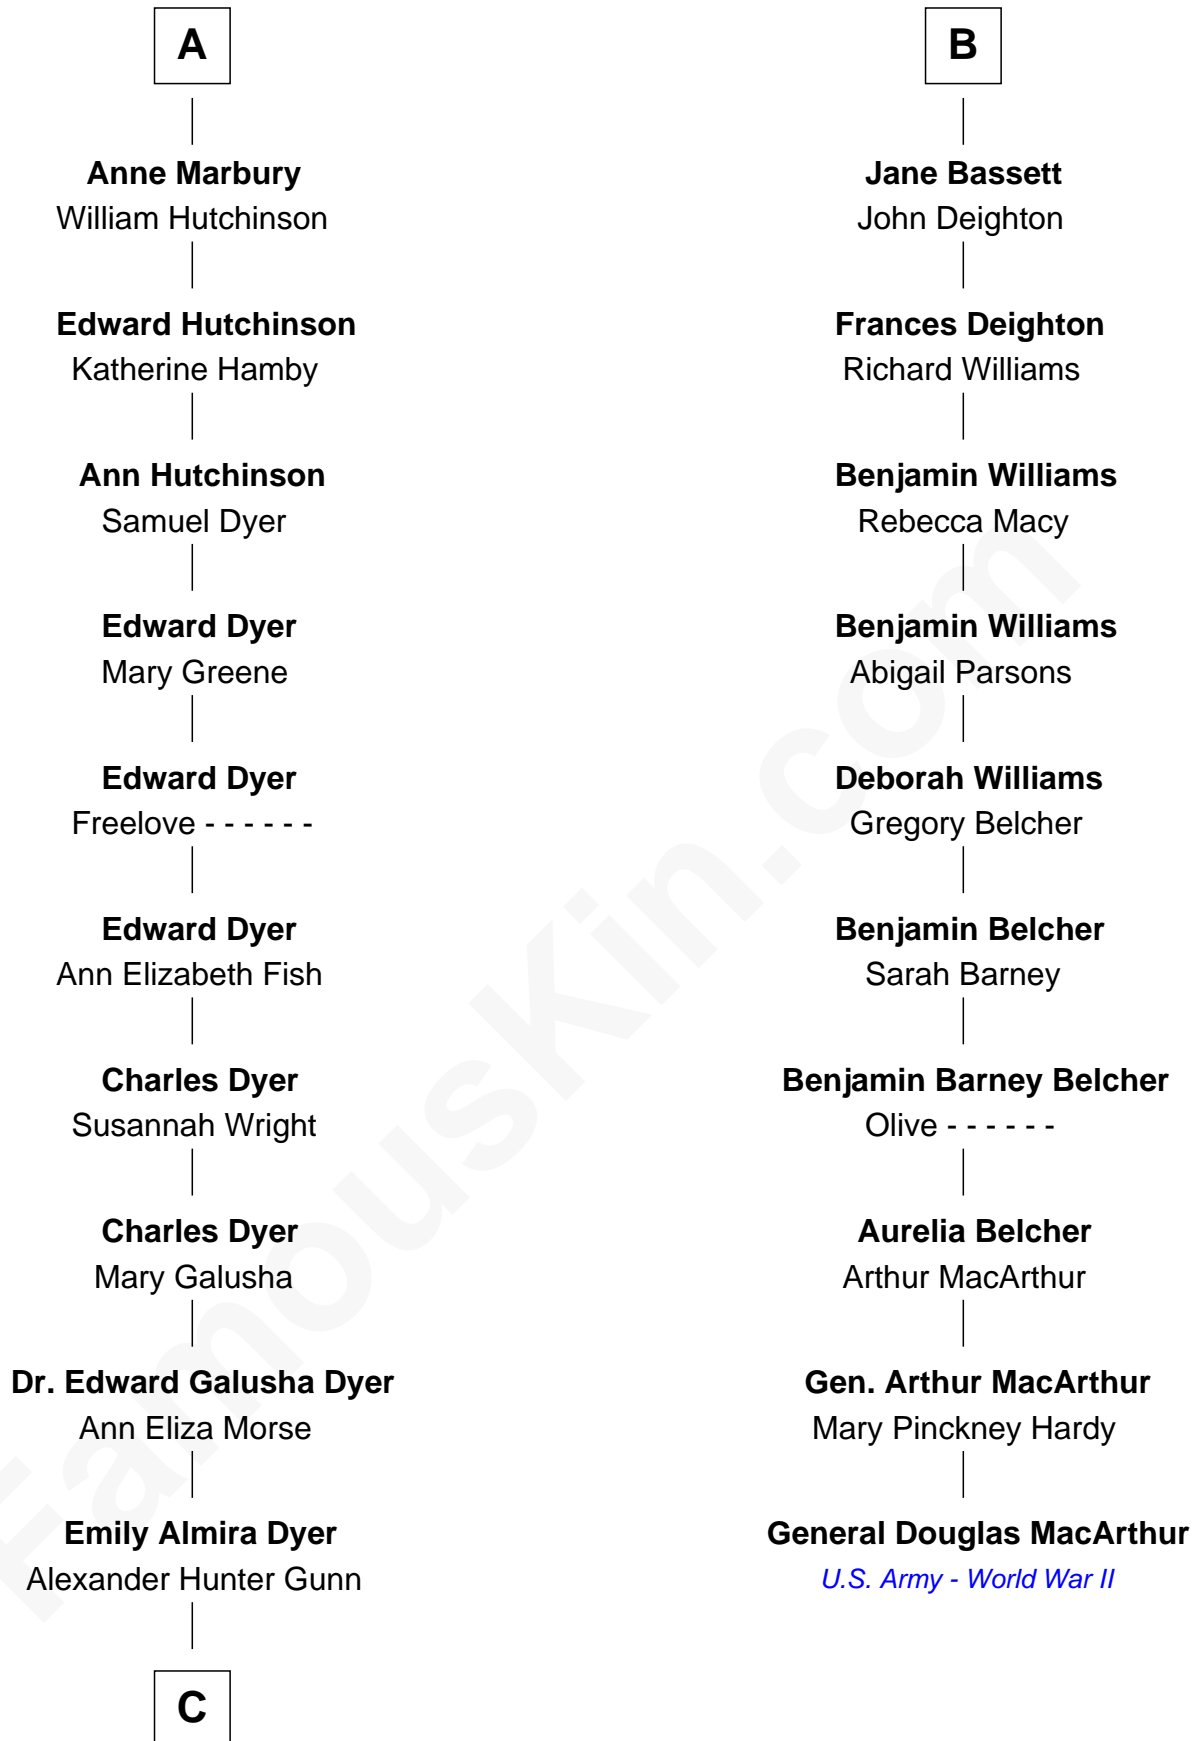 A
Anne Marbury
William Hutchinson
Edward Hutchinson
Katherine Hamby
Ann Hutchinson
Samuel Dyer
Edward Dyer
Mary Greene
Edward Dyer
Freelove - - - - - -
Edward Dyer
Ann Elizabeth Fish
Charles Dyer
Susannah Wright
Charles Dyer
Mary Galusha
Dr. Edward Galusha Dyer
Ann Eliza Morse
Emily Almira Dyer
Alexander Hunter Gunn
C
B
Jane Bassett
John Deighton
Frances Deighton
Richard Williams
Benjamin Williams
Rebecca Macy
Benjamin Williams
Abigail Parsons
Deborah Williams
Gregory Belcher
Benjamin Belcher
Sarah Barney
Benjamin Barney Belcher
Olive - - - - - -
Aurelia Belcher
Arthur MacArthur
Gen. Arthur MacArthur
Mary Pinckney Hardy
General Douglas MacArthur
U.S. Army - World War II
FamousKin.com